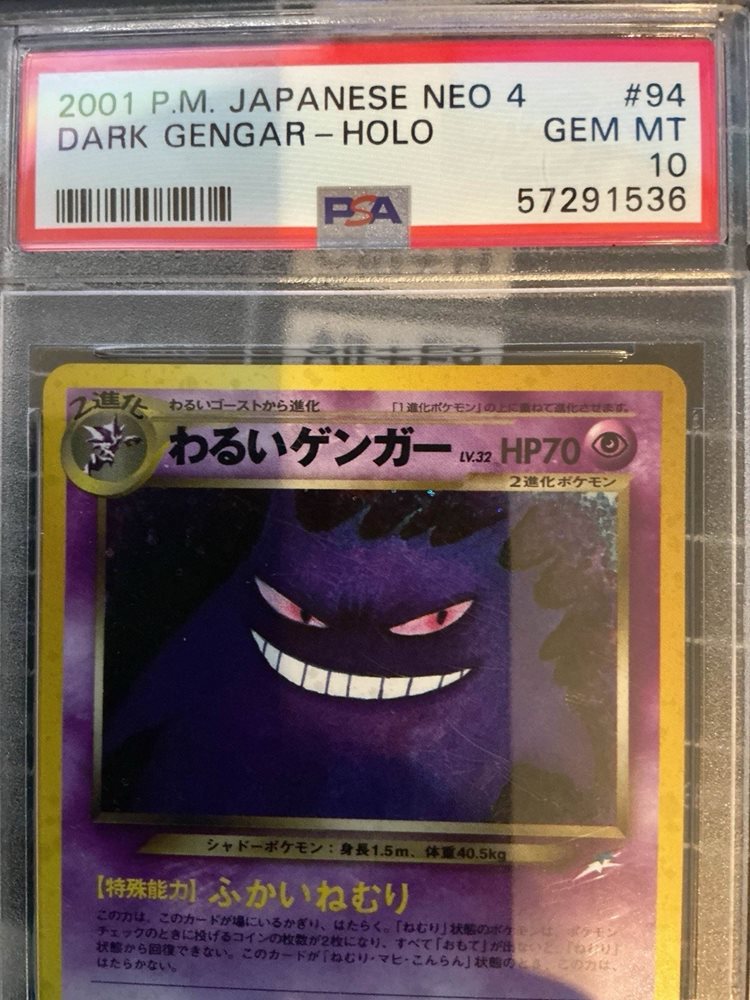 2001 P.M. JAPANESE NEO 4 #94
DARK GENGAR – HOLO GEM MT
10
PSA 57291536
2進化
わるいゴーストから進化 「1進化ポケモン」の上に重ねて進化させます。
わるいゲンガー LV.32 HP70
2進化ポケモン
シャドーポケモン:身長1.5m、体重40.5kg
【特殊能力】ふかいねむり
この力は、このカードが場にいるかぎり、はたらく。「ねむり」状態のポケモンは、ポケモン
チェックのときに投げるコインの枚数が2枚になり、すべて「おもて」が出ないと、「ねむり」
状態から回復できない。このカードが「ねむり・マヒ・こんらん」状態のとき、この力は、
はたらかない。